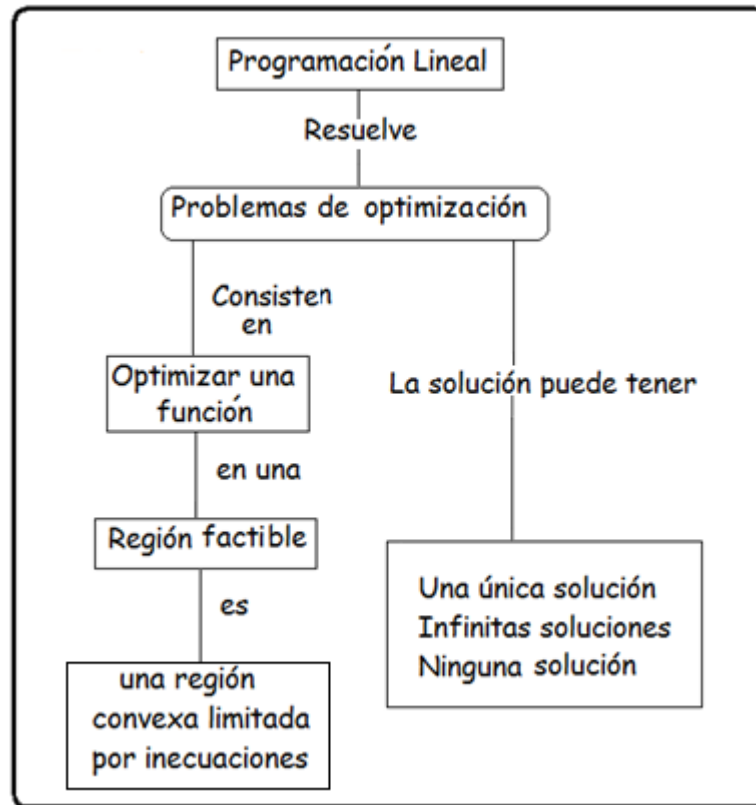 Programación Lineal
Resuelve
Problemas de optimización
Consisten
en
Optimizar una
función
en una
Región factible
es
una región
convexa limitada
por inecuaciones
La solución puede tener
Una única solución
Infinitas soluciones
Ninguna solución